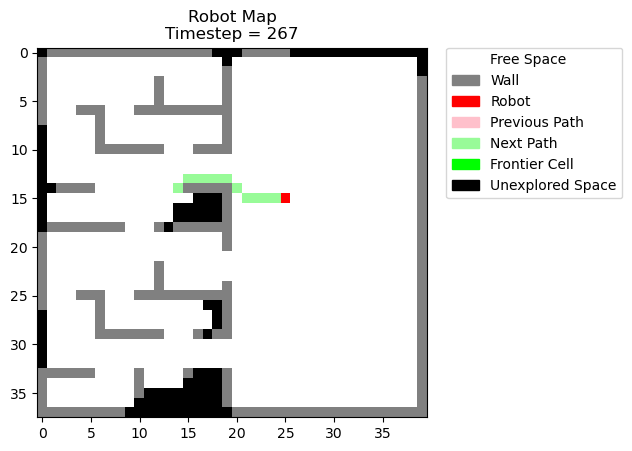 Robot Map
Timestep = 267
0
5
10
15
20
25
30
35
0
5
10
15
20
25
30
35
Free Space
Wall
Robot
Previous Path
Next Path
Frontier Cell
Unexplored Space